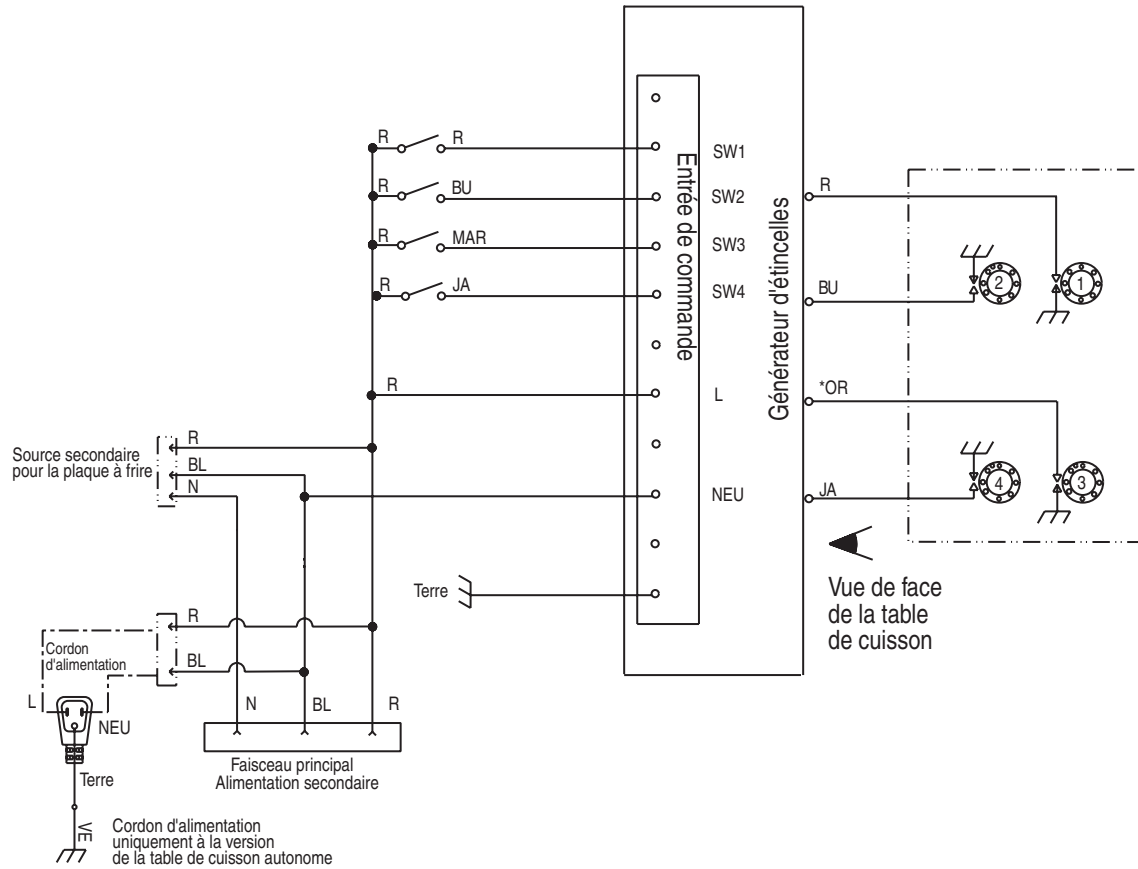 R
R
SW1
R
BU
SW2
R
MAR
SW3
R
JA
SW4
R
L
NEU
Entrée de commande
Générateur d'étincelles
R
BU
*OR
JA
2
1
4
3
Vue de face
de la table
de cuisson
Source secondaire
pour la plaque à frire
R
BL
N
Terre
R
BL
Cordon
d'alimentation
L
NEU
Terre
VE
N
BL
R
Faisceau principal
Alimentation secondaire
Cordon d'alimentation
uniquement à la version
de la table de cuisson autonome